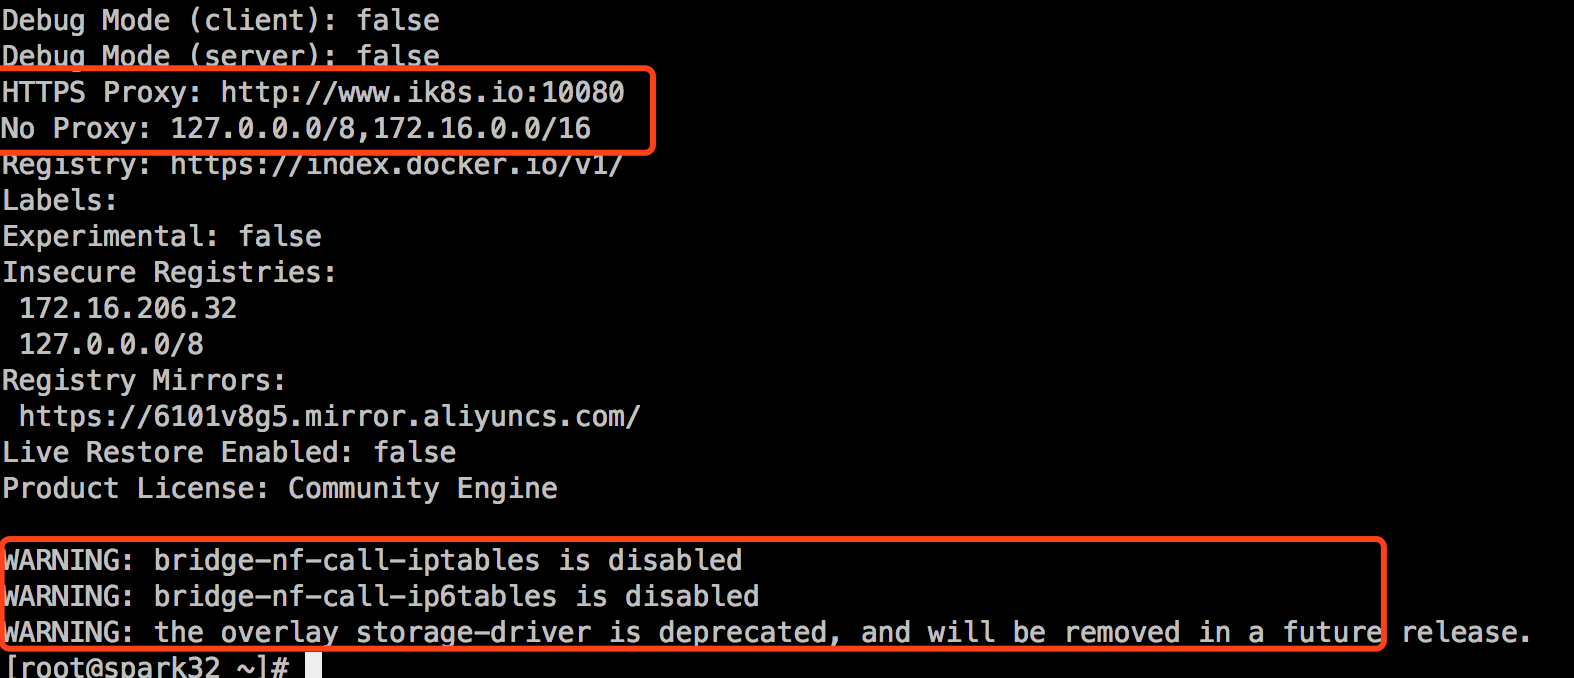 Debug Mode (client): false
Debug Mode (server): false
HTTPS Proxy: http://www.ik8s.io:10080
No Proxy: 127.0.0.0/8,172.16.0.0/16
Registry: https://index.docker.io/v1/
Labels:
Experimental: false
Insecure Registries:
 172.16.206.32
 127.0.0.0/8
Registry Mirrors:
 https://6101v8g5.mirror.aliyuncs.com/
Live Restore Enabled: false
Product License: Community Engine
WARNING: bridge-nf-call-iptables is disabled
WARNING: bridge-nf-call-ip6tables is disabled
WARNING: the overlay storage-driver is deprecated, and will be removed in a future release.
[root@spark32 ~]#